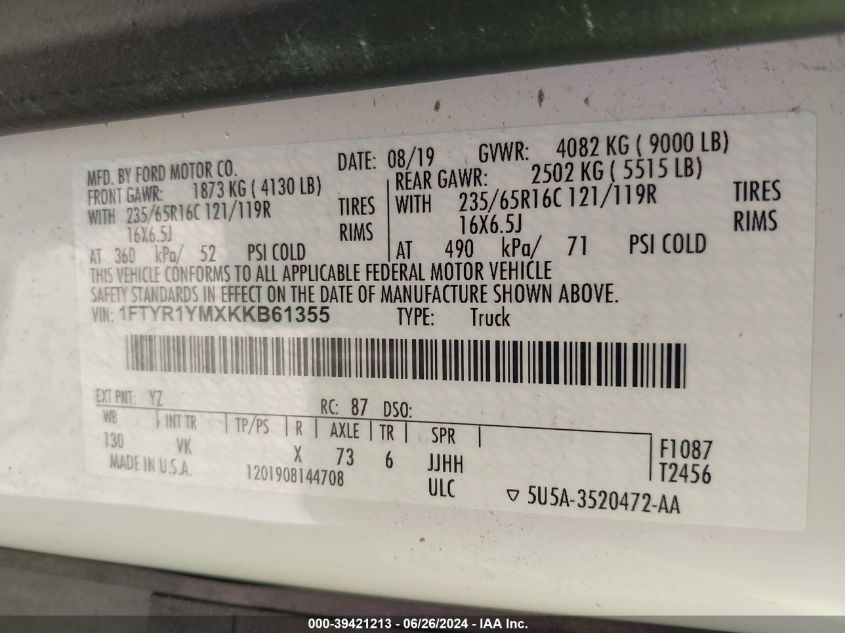 MFD. BY FORD MOTOR CO. DATE: 08/19 GVWR: 4082 KG ( 9000 LB)
FRONT GAWR: 1873 KG ( 4130 LB) REAR GAWR: 2502 KG ( 5515 LB)
WITH 235/65R16C 121/119R TIRES WITH 235/65R16C 121/119R TIRES
16X6.5J RIMS 16X6.5J RIMS
AT 360 kPa/ 52 PSI COLD AT 490 kPa/ 71 PSI COLD
THIS VEHICLE CONFORMS TO ALL APPLICABLE FEDERAL MOTOR VEHICLE
SAFETY STANDARDS IN EFFECT ON THE DATE OF MANUFACTURE SHOWN ABOVE.
VIN: 1FTYR1YMXKKB61355 TYPE: Truck
EXT PNT: YZ RC: 87 DSO:
WB INT TR TP/PS R AXLE TR SPR
130 VK X 73 6 JJHH F1087
MADE IN U.S.A. 1201908144708 ULC T2456
5U5A-3520472-AA
000-39421213 - 06/26/2024 - IAA Inc.